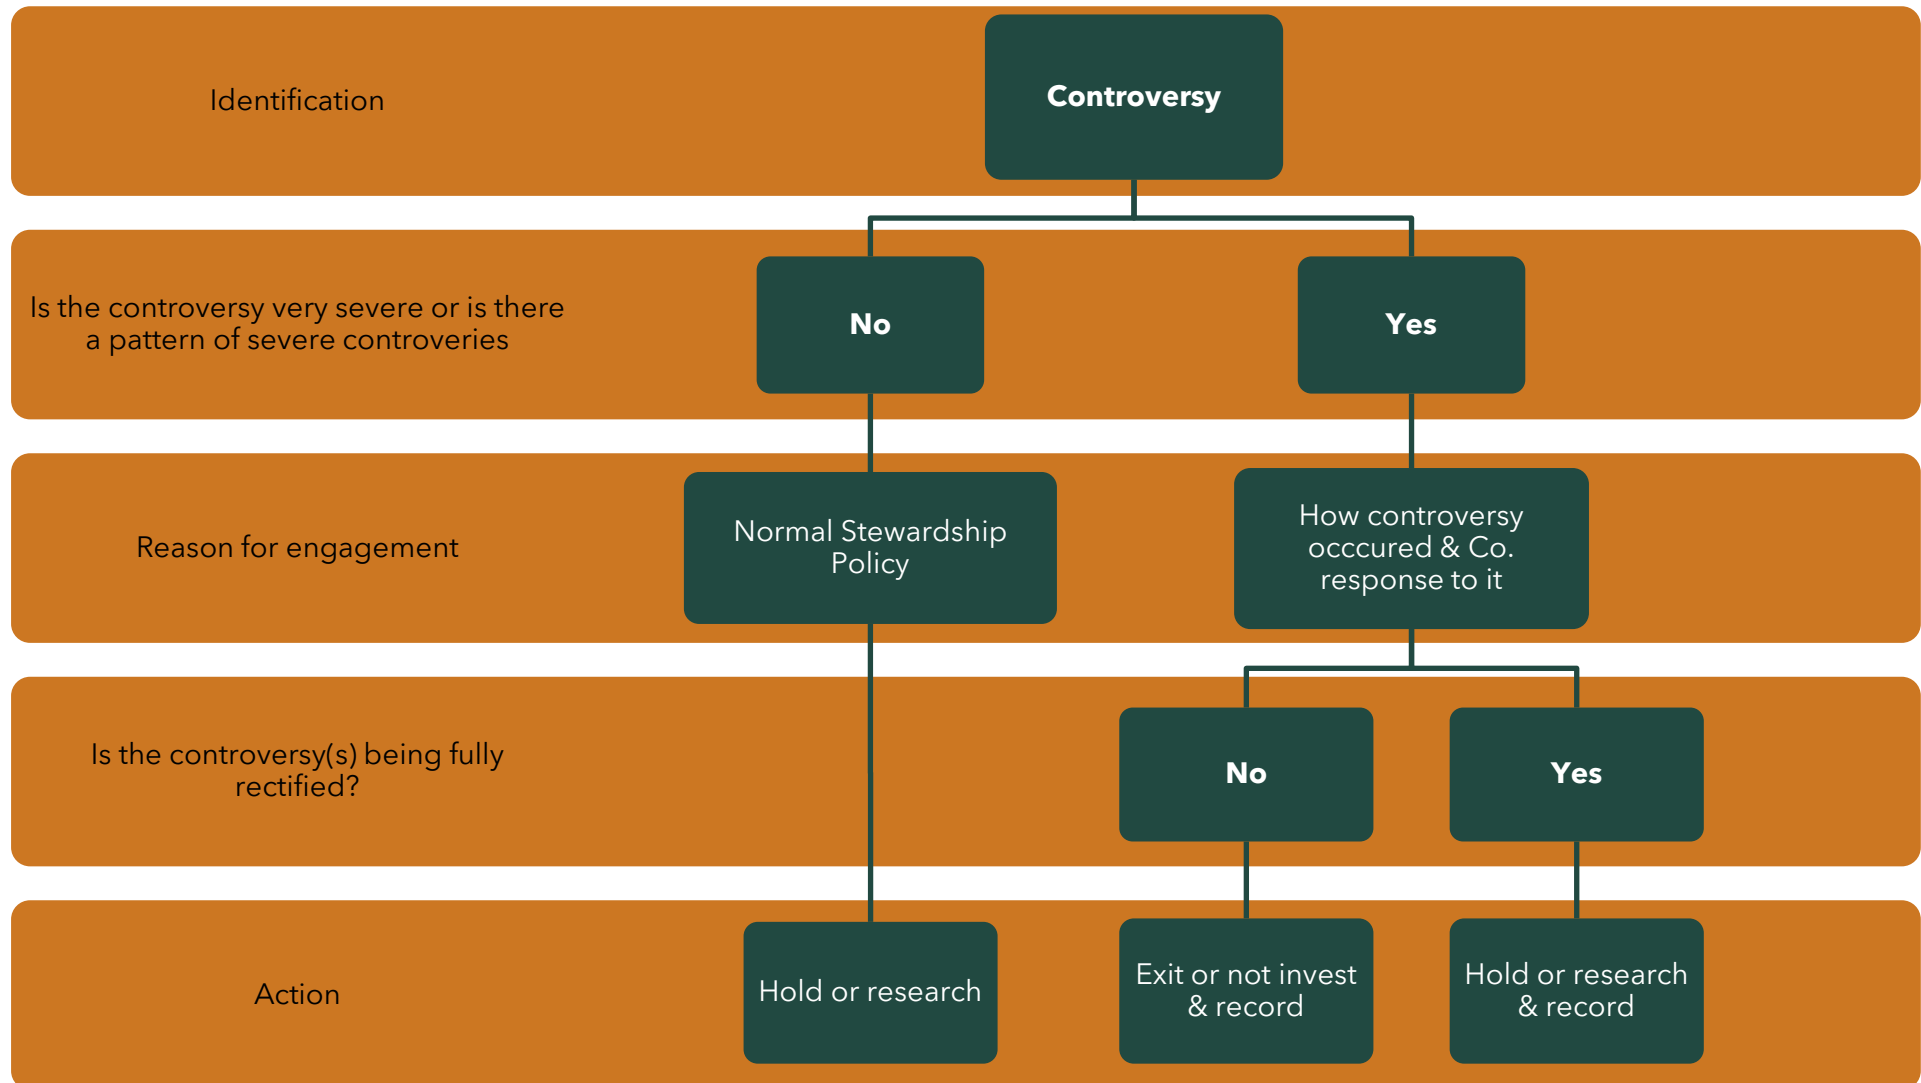 Identification
Controversy
Is the controversy very severe or is there
a pattern of severe controveries
No
Yes
Reason for engagement
Normal Stewardship
Policy
How controversy
occcured & Co.
response to it
Is the controversy(s) being fully
rectified?
No
Yes
Action
Hold or research
Exit or not invest
& record
Hold or research
& record